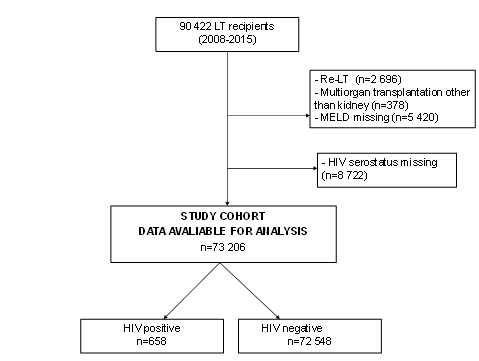 90 422 LT recipients
(2008-2015)
- Re-LT (n=2 696)
- Multiorgan transplantation other
than kidney (n=378)
- MELD missing (n=5 420)
- HIV serostatus missing
(n=8 722)
STUDY COHORT
DATA AVALIABLE FOR ANALYSIS
n=73 206
HIV positive
n=658
HIV negative
n=72 548